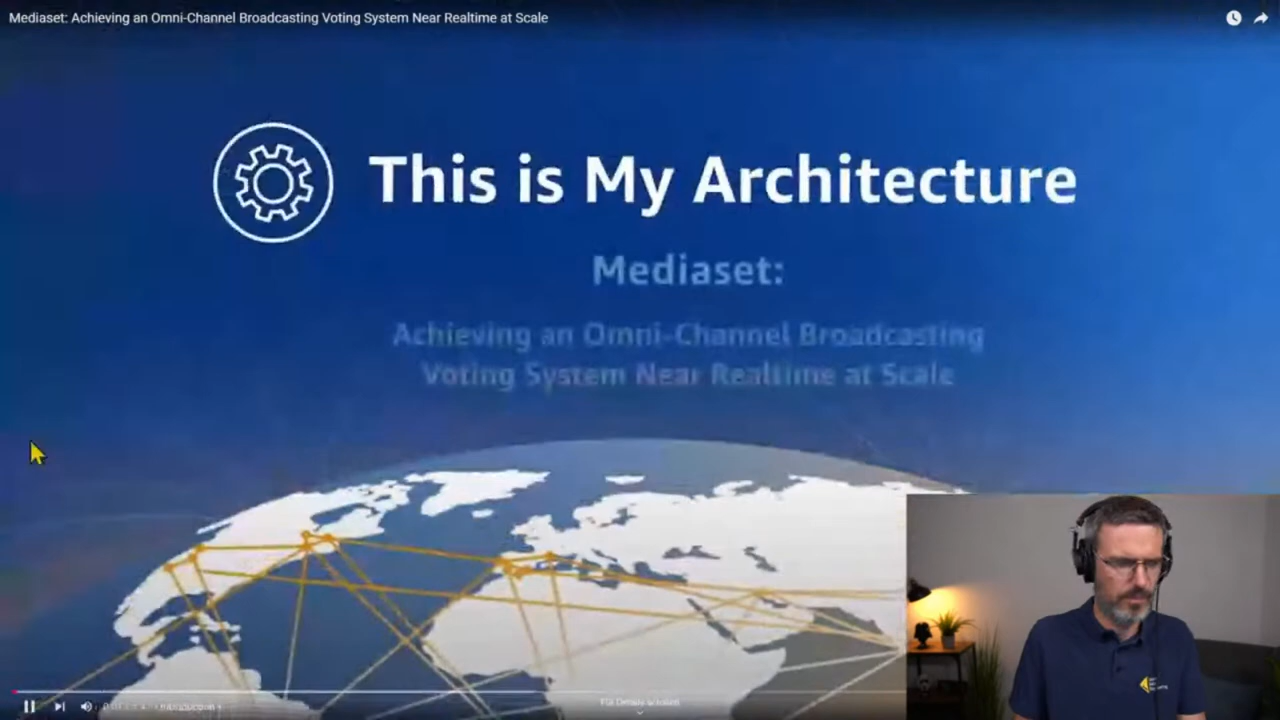 Mediaset: Achieving an Omni-Channel Broadcasting Voting System Near Realtime at Scale
This is My Architecture
Mediaset:
Achieving an Omni-Channel Broadcasting
Voting System Near Realtime at Scale